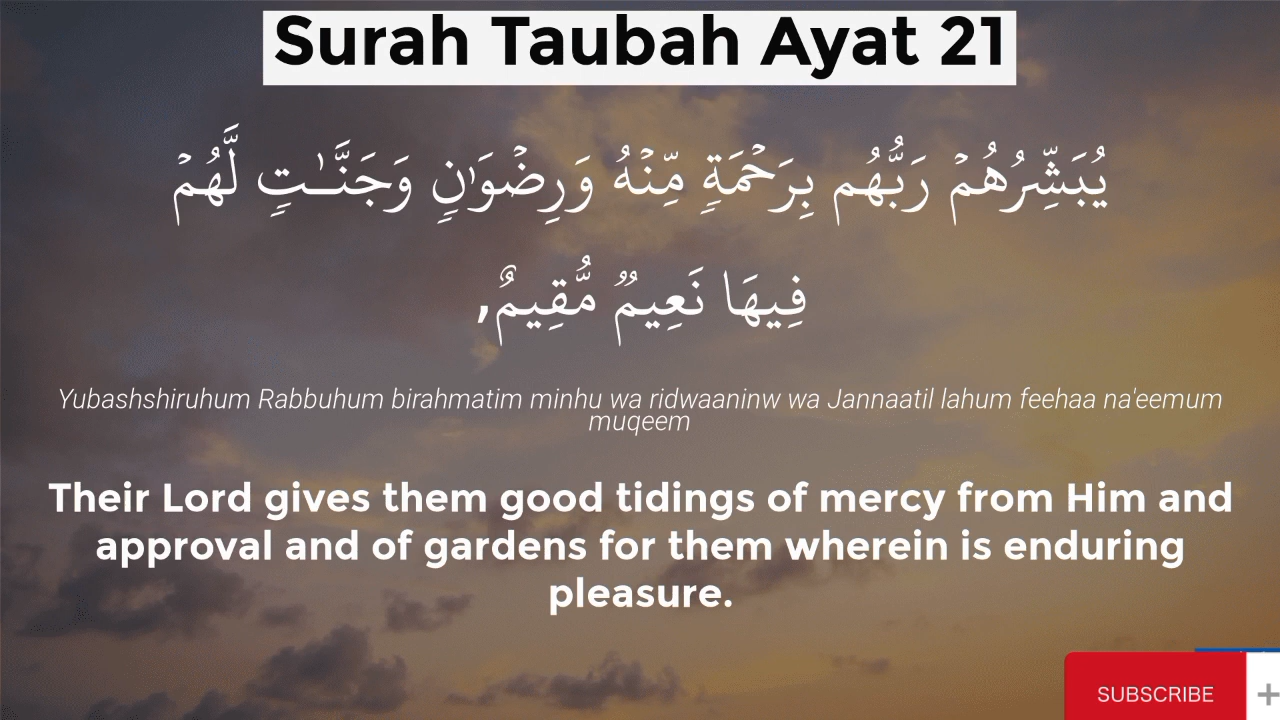 Surah Taubah Ayat 21
يُبَشِّرُهُمْ رَبُّهُم بِرَحْمَةٍ مِّنْهُ وَرِضْوَٰنٍ وَجَنَّـٰتٍ لَّهُمْ
فِيهَا نَعِيمٌ مُّقِيمٌ,
Yubashshiruhum Rabbuhum birahmatim minhu wa ridwaaninw wa Jannaatil lahum feehaa na'eemum
muqeem
Their Lord gives them good tidings of mercy from Him and
approval and of gardens for them wherein is enduring
pleasure.
SUBSCRIBE +